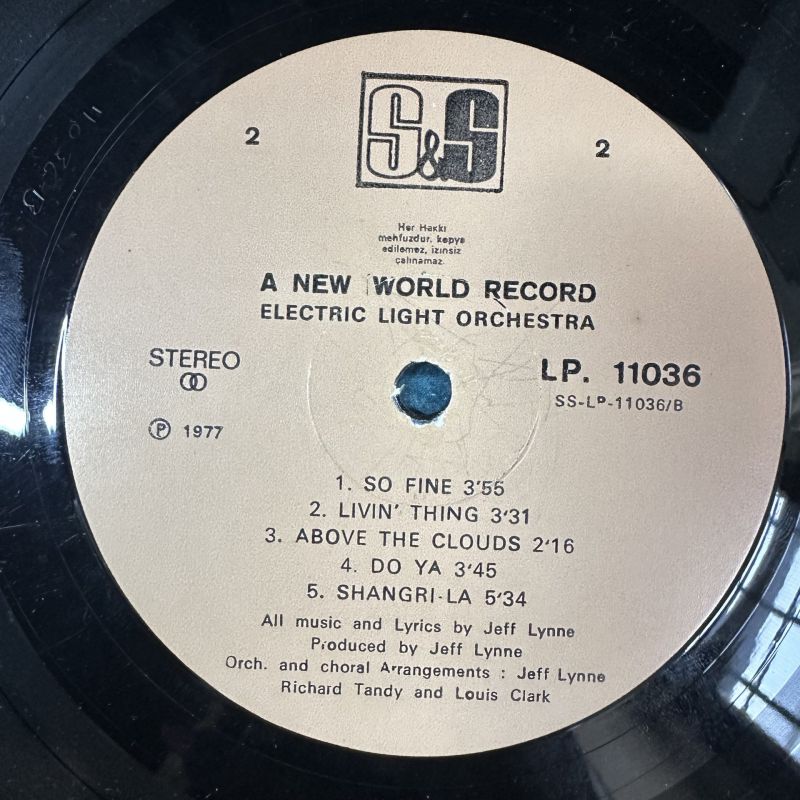 S&S
2
2
Her Hakkı
mehfuzdur. kopye
edilemez, izinsiz
çalınamaz.
A NEW WORLD RECORD
ELECTRIC LIGHT ORCHESTRA
STEREO
LP. 11036
SS-LP-11036/B
℗ 1977
1. SO FINE 3'55
2. LIVIN' THING 3'31
3. ABOVE THE CLOUDS 2'16
4. DO YA 3'45
5. SHANGRI-LA 5'34
All music and Lyrics by Jeff Lynne
Produced by Jeff Lynne
Orch. and choral Arrangements : Jeff Lynne
Richard Tandy and Louis Clark